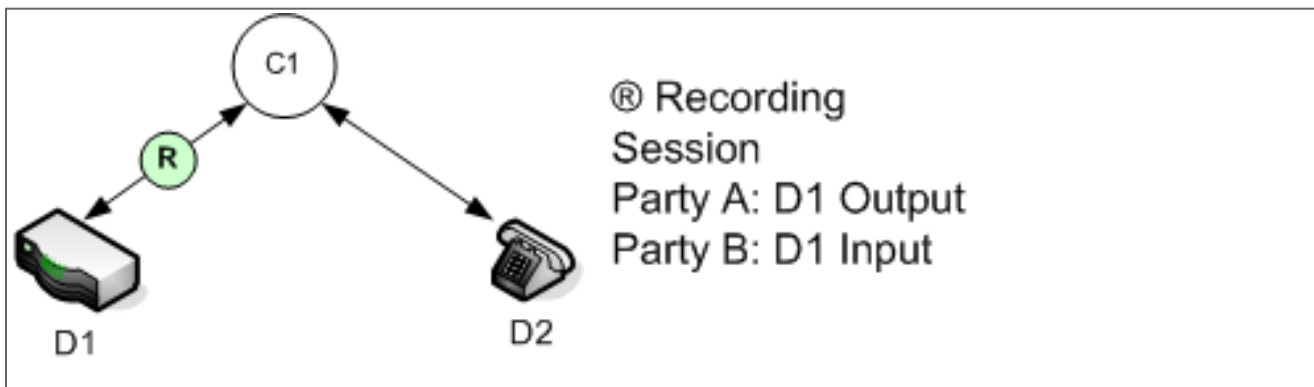 C1
R
D1
D2
® Recording
Session
Party A: D1 Output
Party B: D1 Input